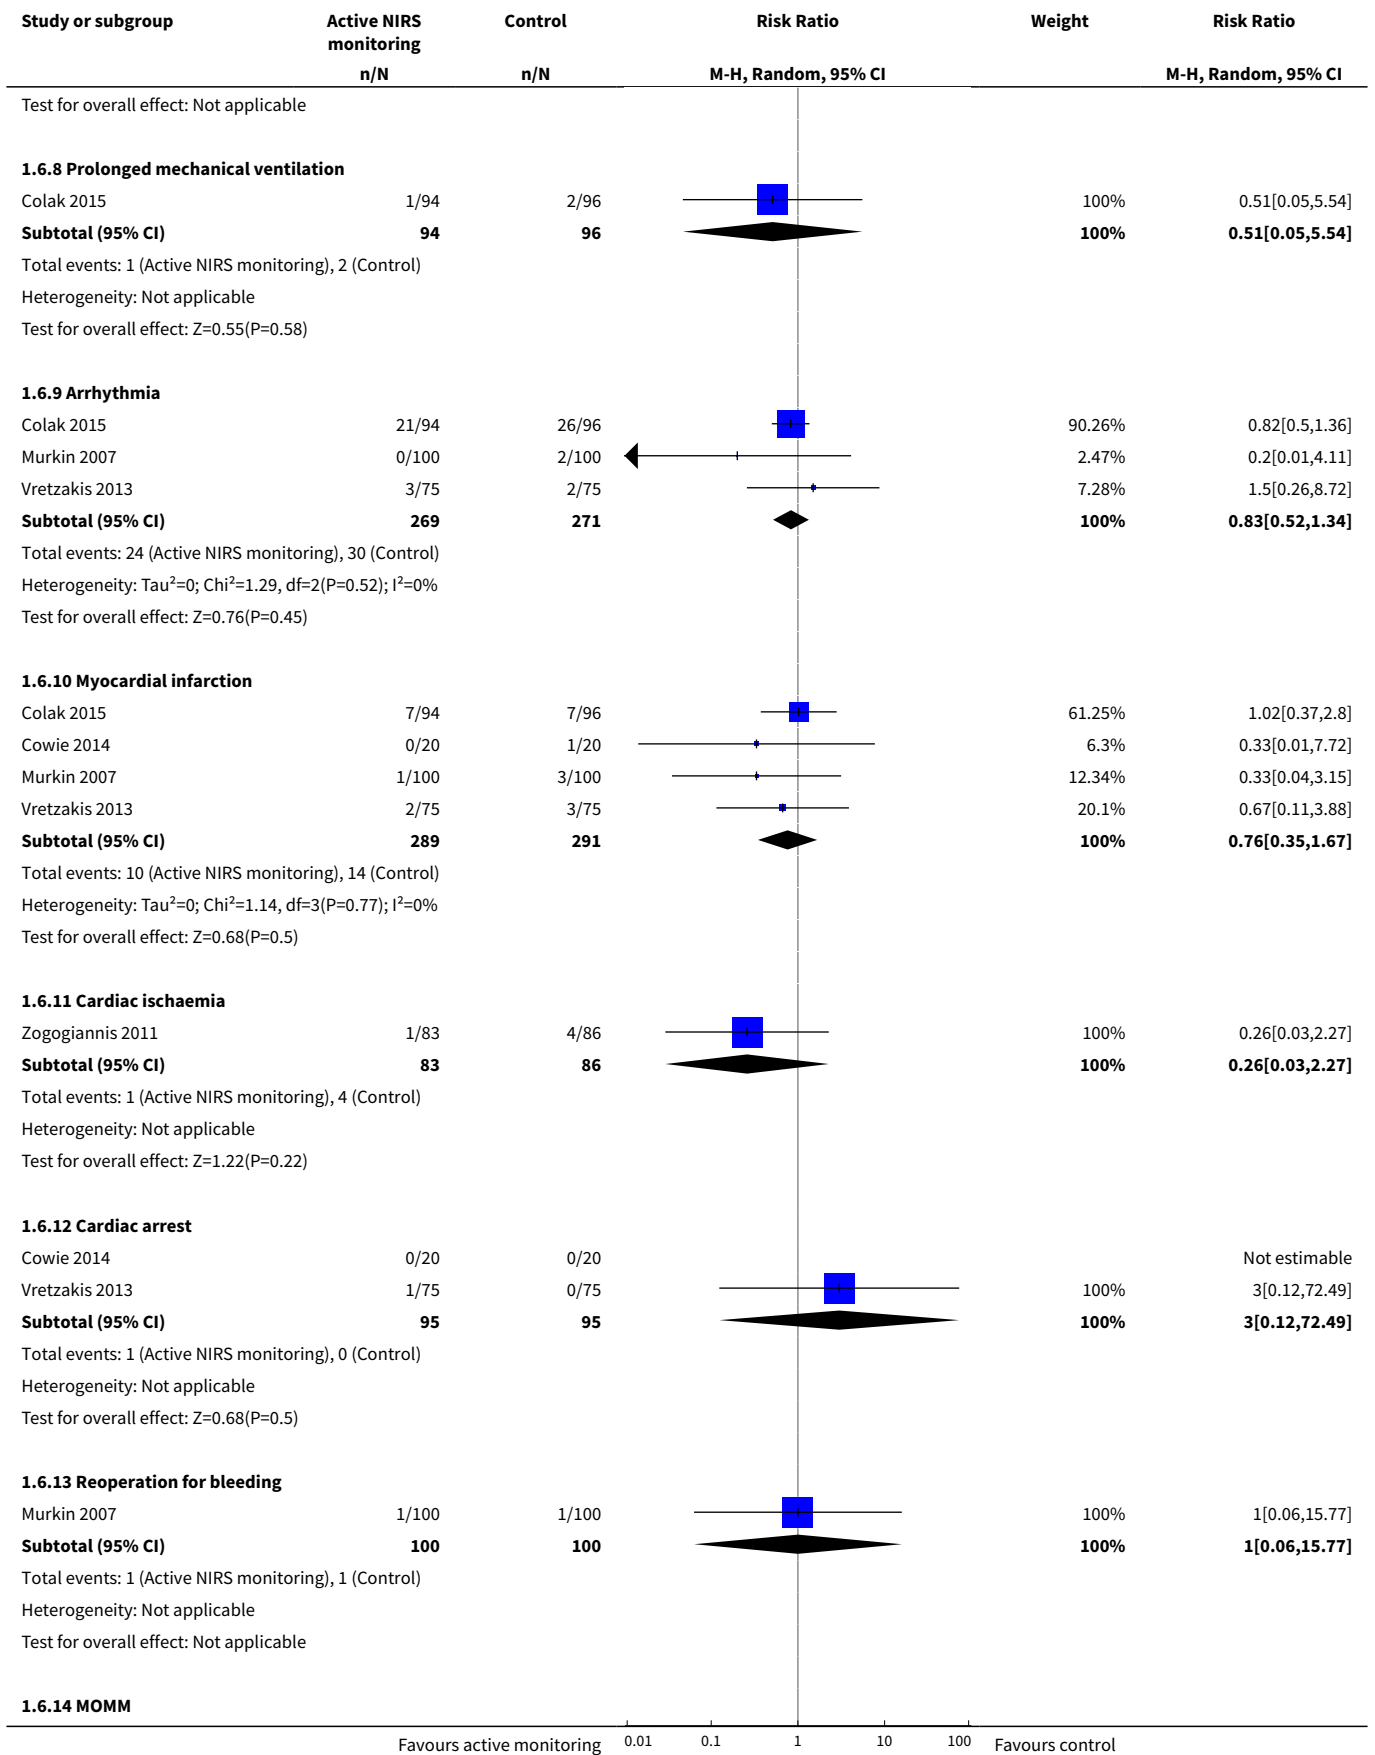 Study or subgroup Active NIRS monitoring Control Risk Ratio Weight Risk Ratio
n/N n/N M-H, Random, 95% CI M-H, Random, 95% CI
Test for overall effect: Not applicable
1.6.8 Prolonged mechanical ventilation
Colak 2015 1/94 2/96 100% 0.51[0.05,5.54]
Subtotal (95% CI) 94 96 100% 0.51[0.05,5.54]
Total events: 1 (Active NIRS monitoring), 2 (Control)
Heterogeneity: Not applicable
Test for overall effect: Z=0.55(P=0.58)
1.6.9 Arrhythmia
Colak 2015 21/94 26/96 90.26% 0.82[0.5,1.36]
Murkin 2007 0/100 2/100 2.47% 0.2[0.01,4.11]
Vretzakis 2013 3/75 2/75 7.28% 1.5[0.26,8.72]
Subtotal (95% CI) 269 271 100% 0.83[0.52,1.34]
Total events: 24 (Active NIRS monitoring), 30 (Control)
Heterogeneity: Tau²=0; Chi²=1.29, df=2(P=0.52); I²=0%
Test for overall effect: Z=0.76(P=0.45)
1.6.10 Myocardial infarction
Colak 2015 7/94 7/96 61.25% 1.02[0.37,2.8]
Cowie 2014 0/20 1/20 6.3% 0.33[0.01,7.72]
Murkin 2007 1/100 3/100 12.34% 0.33[0.04,3.15]
Vretzakis 2013 2/75 3/75 20.1% 0.67[0.11,3.88]
Subtotal (95% CI) 289 291 100% 0.76[0.35,1.67]
Total events: 10 (Active NIRS monitoring), 14 (Control)
Heterogeneity: Tau²=0; Chi²=1.14, df=3(P=0.77); I²=0%
Test for overall effect: Z=0.68(P=0.5)
1.6.11 Cardiac ischaemia
Zogogiannis 2011 1/83 4/86 100% 0.26[0.03,2.27]
Subtotal (95% CI) 83 86 100% 0.26[0.03,2.27]
Total events: 1 (Active NIRS monitoring), 4 (Control)
Heterogeneity: Not applicable
Test for overall effect: Z=1.22(P=0.22)
1.6.12 Cardiac arrest
Cowie 2014 0/20 0/20 Not estimable
Vretzakis 2013 1/75 0/75 100% 3[0.12,72.49]
Subtotal (95% CI) 95 95 100% 3[0.12,72.49]
Total events: 1 (Active NIRS monitoring), 0 (Control)
Heterogeneity: Not applicable
Test for overall effect: Z=0.68(P=0.5)
1.6.13 Reoperation for bleeding
Murkin 2007 1/100 1/100 100% 1[0.06,15.77]
Subtotal (95% CI) 100 100 100% 1[0.06,15.77]
Total events: 1 (Active NIRS monitoring), 1 (Control)
Heterogeneity: Not applicable
Test for overall effect: Not applicable
1.6.14 MOMM
Favours active monitoring 0.01 0.1 1 10 100 Favours control